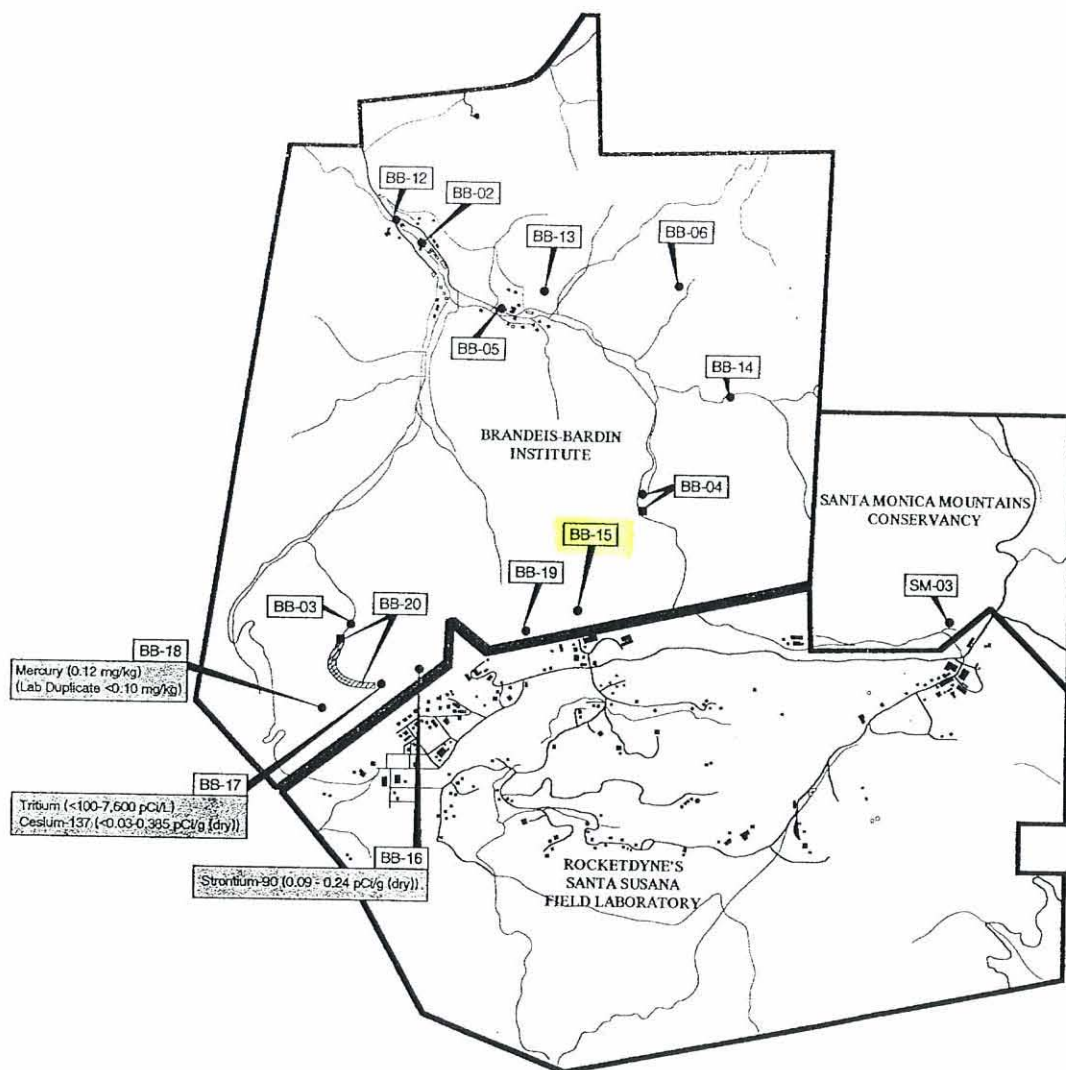 BB-12
BB-02
BB-13
BB-06
BB-05
BB-14
BRANDEIS-BARDIN
INSTITUTE
BB-04
SANTA MONICA MOUNTAINS
CONSERVANCY
BB-15
BB-19
SM-03
BB-03
BB-20
BB-18
Mercury (0.12 mg/kg)
(Lab Duplicate <0.10 mg/kg)
BB-17
Tritium (<100-7,600 pCi/L)
Cesium-137 (<0.03-0.385 pCi/g (dry))
BB-16
Strontium-90 (0.09 - 0.24 pCi/g (dry))
ROCKETDYNE'S
SANTA SUSANA
FIELD LABORATORY